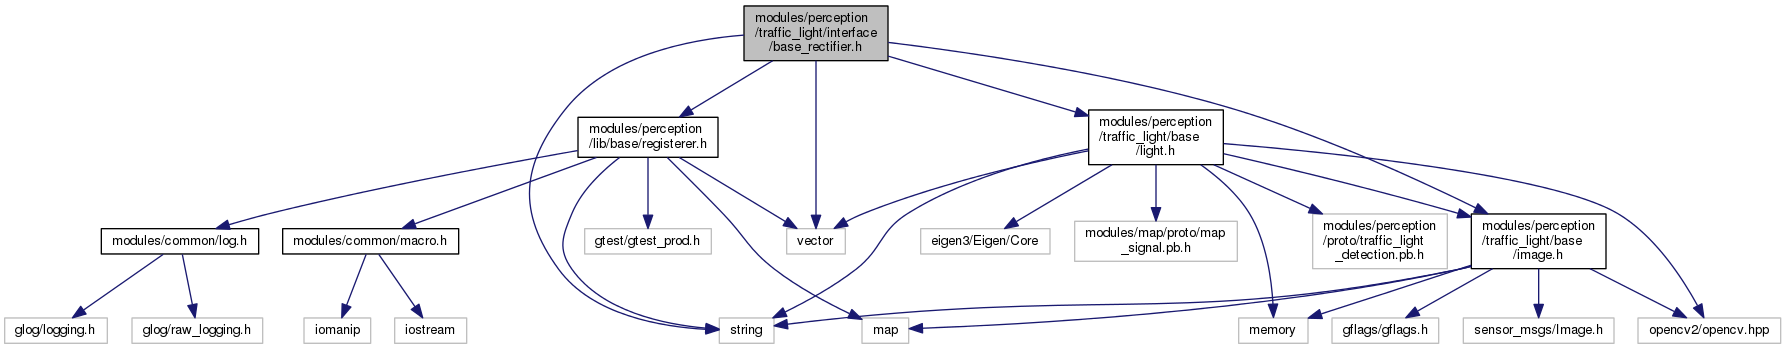 modules/perception
/traffic_light/interface
/base_rectifier.h
modules/perception
/lib/base/registerer.h
modules/perception
/traffic_light/base
/light.h
modules/common/log.h
modules/common/macro.h
gtest/gtest_prod.h
vector
eigen3/Eigen/Core
modules/map/proto/map
_signal.pb.h
modules/perception
/proto/traffic_light
_detection.pb.h
modules/perception
/traffic_light/base
/image.h
glog/logging.h
glog/raw_logging.h
iomanip
iostream
string
map
memory
gflags/gflags.h
sensor_msgs/Image.h
opencv2/opencv.hpp